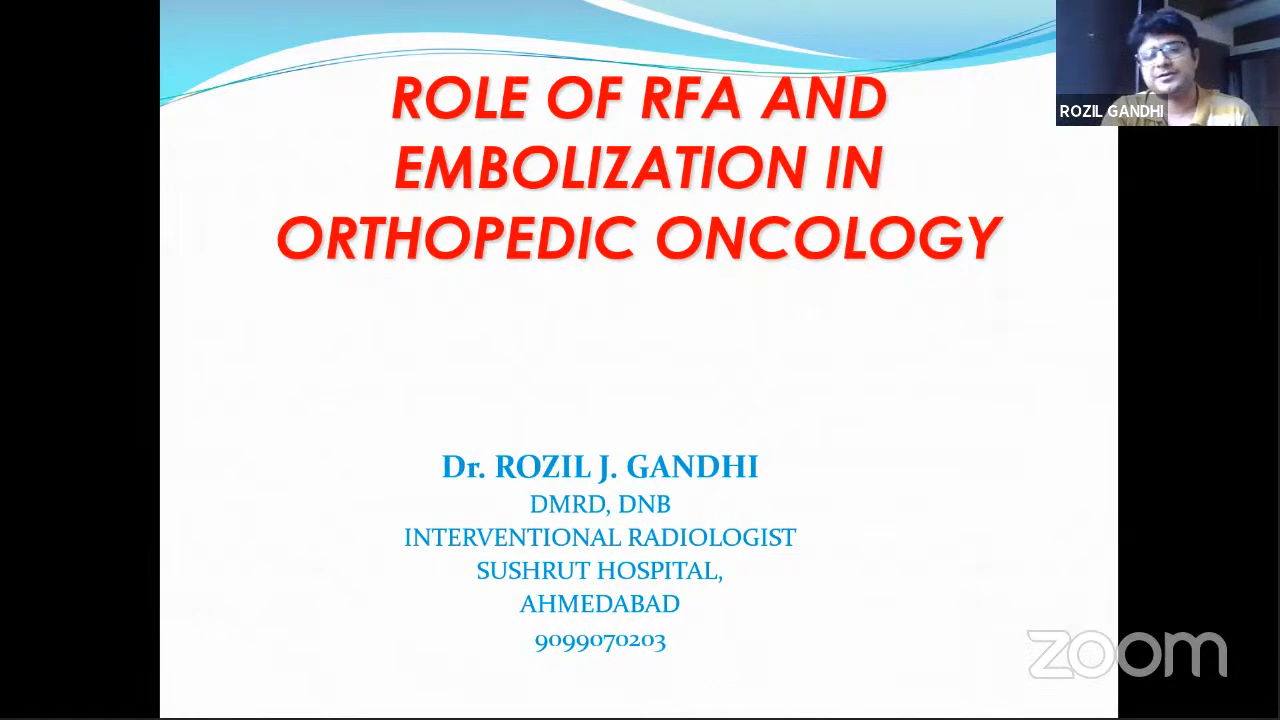 ROLE OF RFA AND
EMBOLIZATION IN
ORTHOPEDIC ONCOLOGY
ROZIL GANDHI
Dr. ROZIL J. GANDHI
DMRD, DNB
INTERVENTIONAL RADIOLOGIST
SUSHRUT HOSPITAL,
AHMEDABAD
9099070203
zoom